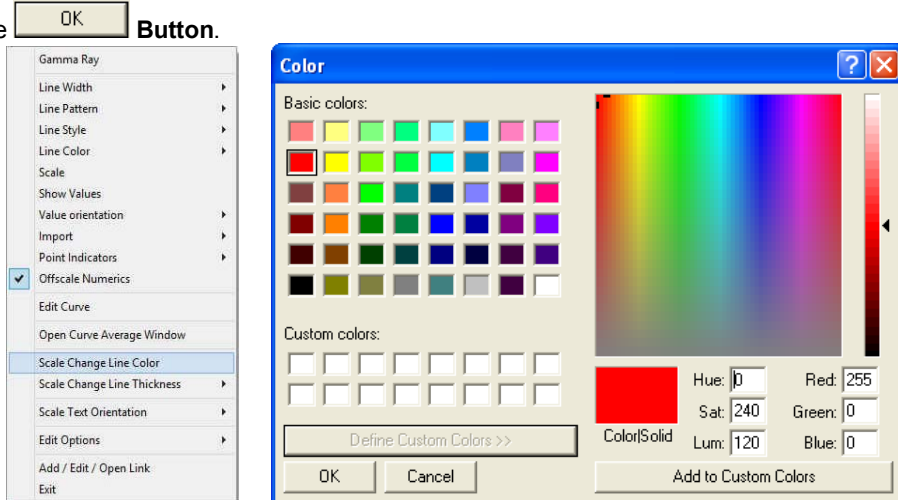 e OK Button.
Gamma Ray
Line Width
Line Pattern
Line Style
Line Color
Scale
Show Values
Value orientation
Import
Point Indicators
Offscale Numerics
Edit Curve
Open Curve Average Window
Scale Change Line Color
Scale Change Line Thickness
Scale Text Orientation
Edit Options
Add / Edit / Open Link
Exit
Color
Basic colors:
Custom colors:
Define Custom Colors >>
OK Cancel
Color|Solid
Hue: 0 Red: 255
Sat: 240 Green: 0
Lum: 120 Blue: 0
Add to Custom Colors